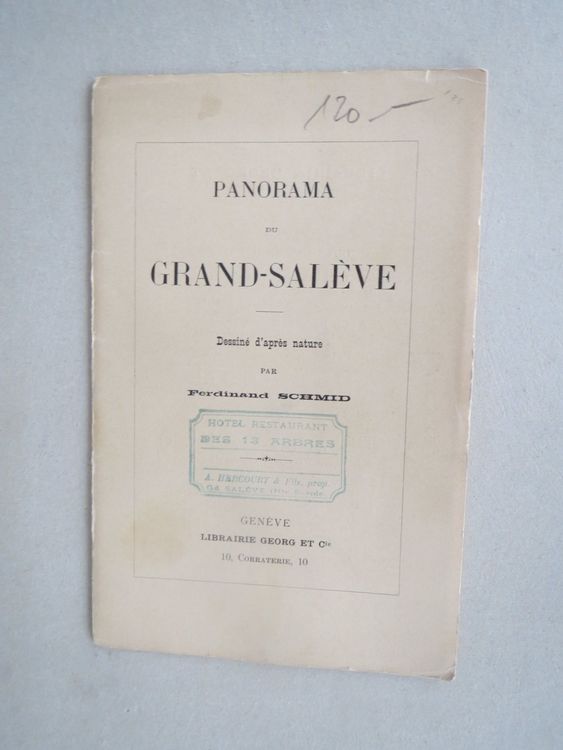 120.-
PANORAMA
DU
GRAND-SALÈVE
Dessiné d'après nature
PAR
Ferdinand SCHMID
HOTEL RESTAURANT
DES 13 ARBRES
& Fils, prop.
Gd SALÈVE
GENÈVE
LIBRAIRIE GEORG ET Cie
10, CORRATERIE, 10